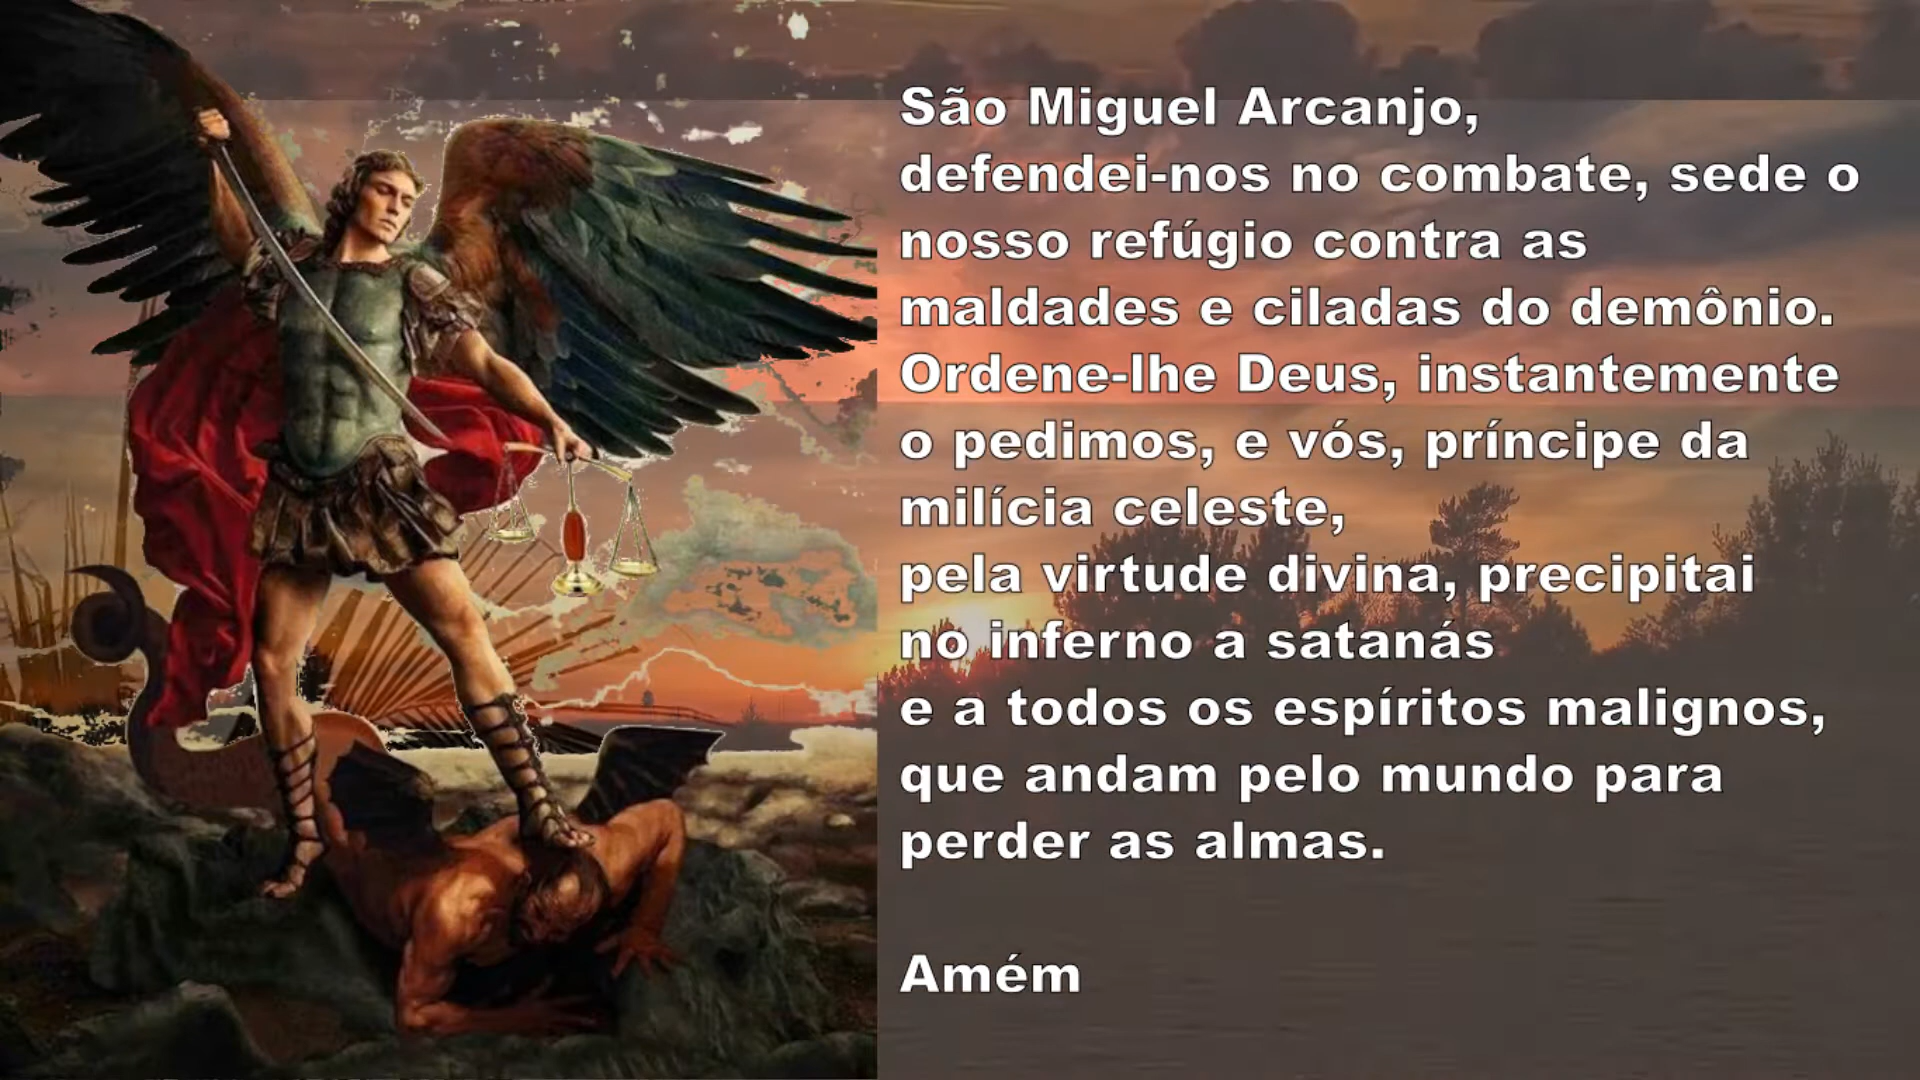 São Miguel Arcanjo,
defendei-nos no combate, sede o
nosso refúgio contra as
maldades e ciladas do demônio.
Ordene-lhe Deus, instantemente
o pedimos, e vós, príncipe da
milícia celeste,
pela virtude divina, precipitai
no inferno a satanás
e a todos os espíritos malignos,
que andam pelo mundo para
perder as almas.
Amém